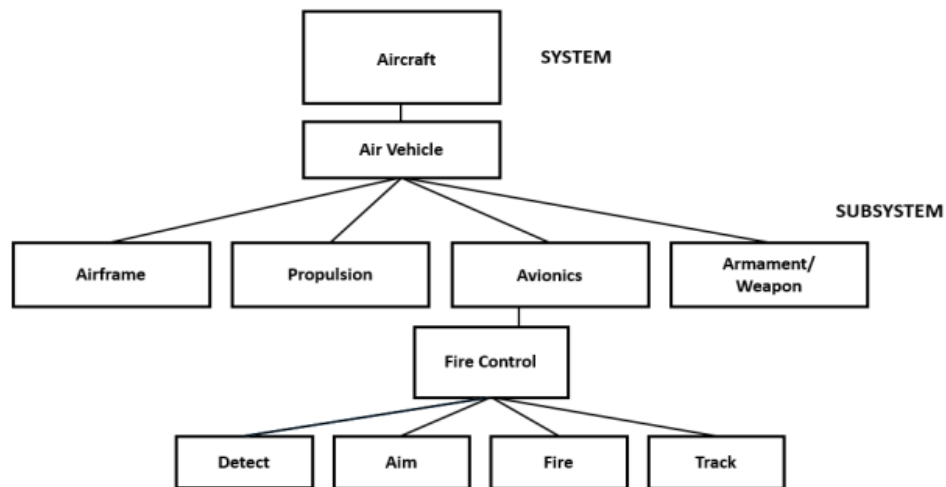 Aircraft
SYSTEM
Air Vehicle
SUBSYSTEM
Airframe
Propulsion
Avionics
Armament/
Weapon
Fire Control
Detect
Aim
Fire
Track